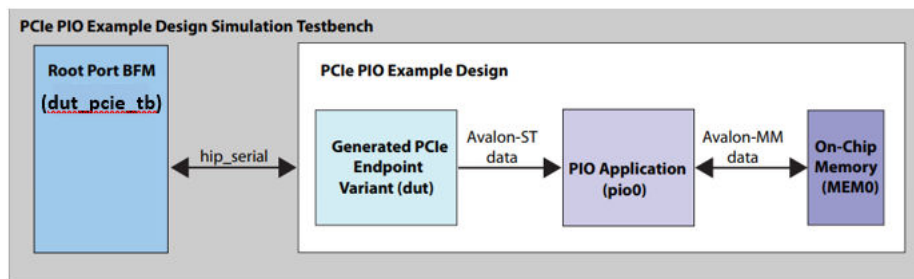 PCIe PIO Example Design Simulation Testbench
Root Port BFM
(dut_pcie_tb)
hip_serial
PCIe PIO Example Design
Generated PCIe
Endpoint
Variant (dut)
Avalon-ST
data
PIO Application
(pio0)
Avalon-MM
data
On-Chip
Memory
(MEM0)